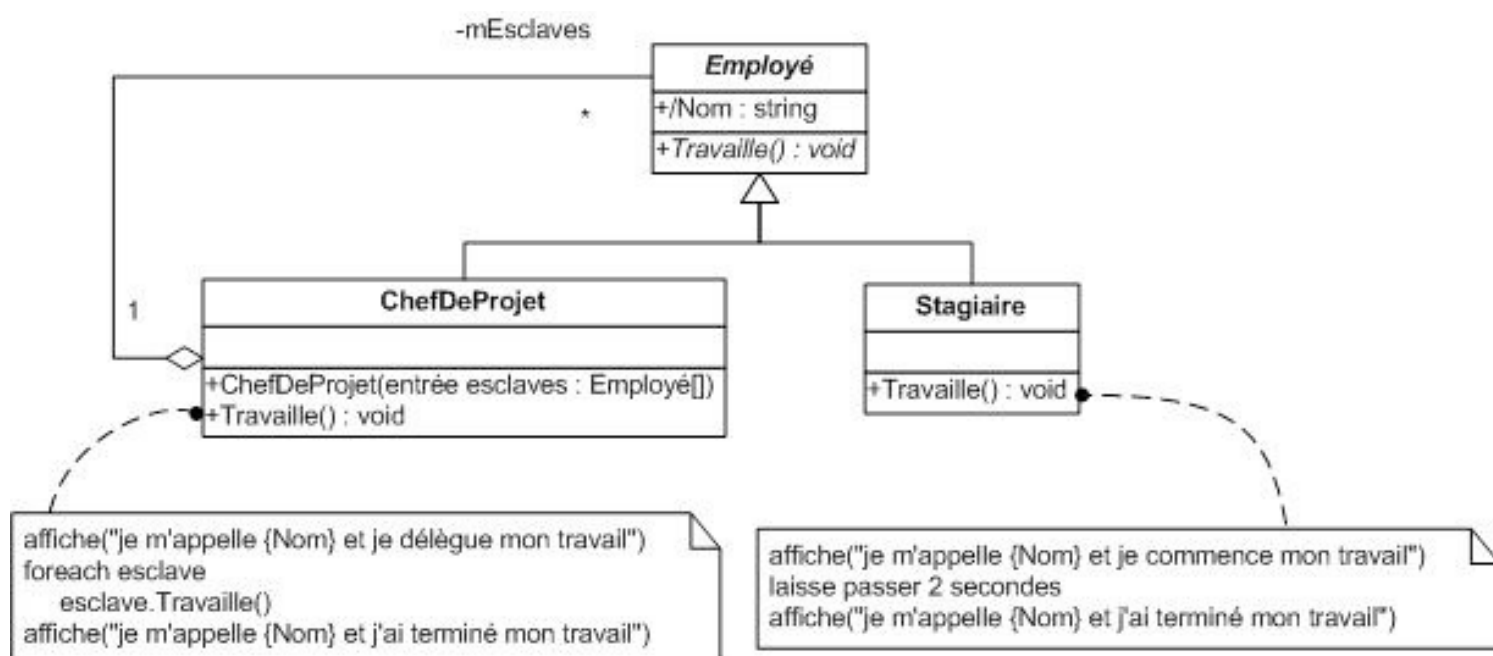 -mEsclaves
Employé
+/Nom : string
*
+Travaille() : void
ChefDeProjet
1
+ChefDeProjet(entrée esclaves : Employé[])
+Travaille() : void
Stagiaire
+Travaille() : void
affiche("je m'appelle {Nom} et je délègue mon travail")
foreach esclave
esclave.Travaille()
affiche("je m'appelle {Nom} et j'ai terminé mon travail")
affiche("je m'appelle {Nom} et je commence mon travail")
laisse passer 2 secondes
affiche("je m'appelle {Nom} et j'ai terminé mon travail")